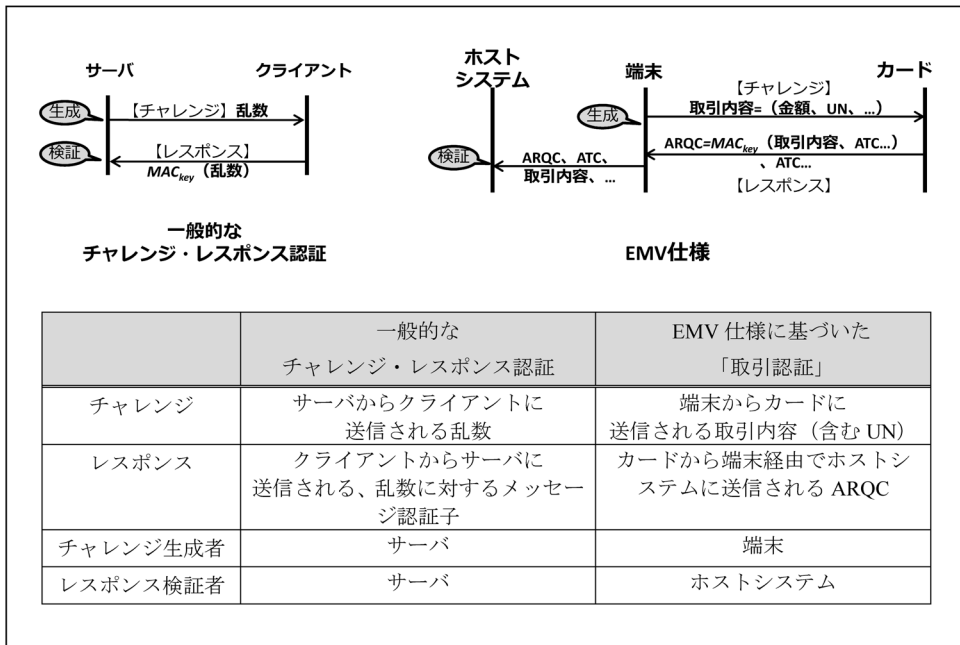 サーバ
クライアント
生成
【チャレンジ】乱数
検証
【レスポンス】
MACkey（乱数）
一般的な
チャレンジ・レスポンス認証
ホスト
システム
端末
カード
【チャレンジ】
生成
取引内容=（金額、UN、...）
検証
ARQC=MACkey（取引内容、ATC...）
、ATC...
【レスポンス】
ARQC、ATC、
取引内容、...
EMV仕様
一般的な
チャレンジ・レスポンス認証
EMV 仕様に基づいた
「取引認証」
チャレンジ
サーバからクライアントに
送信される乱数
端末からカードに
送信される取引内容（含む UN）
レスポンス
クライアントからサーバに
送信される、乱数に対するメッセー
ジ認証子
カードから端末経由でホストシ
ステムに送信される ARQC
チャレンジ生成者
サーバ
端末
レスポンス検証者
サーバ
ホストシステム